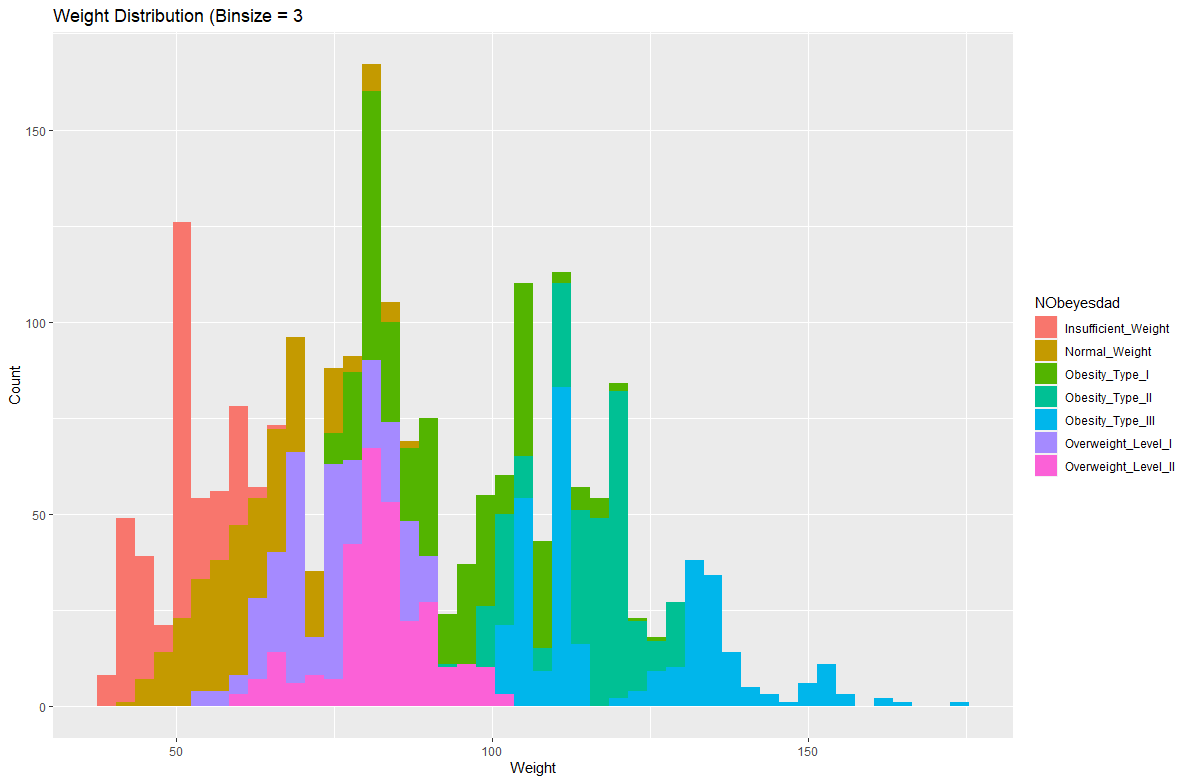 Weight Distribution (Binsize = 3
150
100
50
0
Count
50
100
150
Weight
NObeyesdad
Insufficient_Weight
Normal_Weight
Obesity_Type_I
Obesity_Type_II
Obesity_Type_III
Overweight_Level_I
Overweight_Level_II